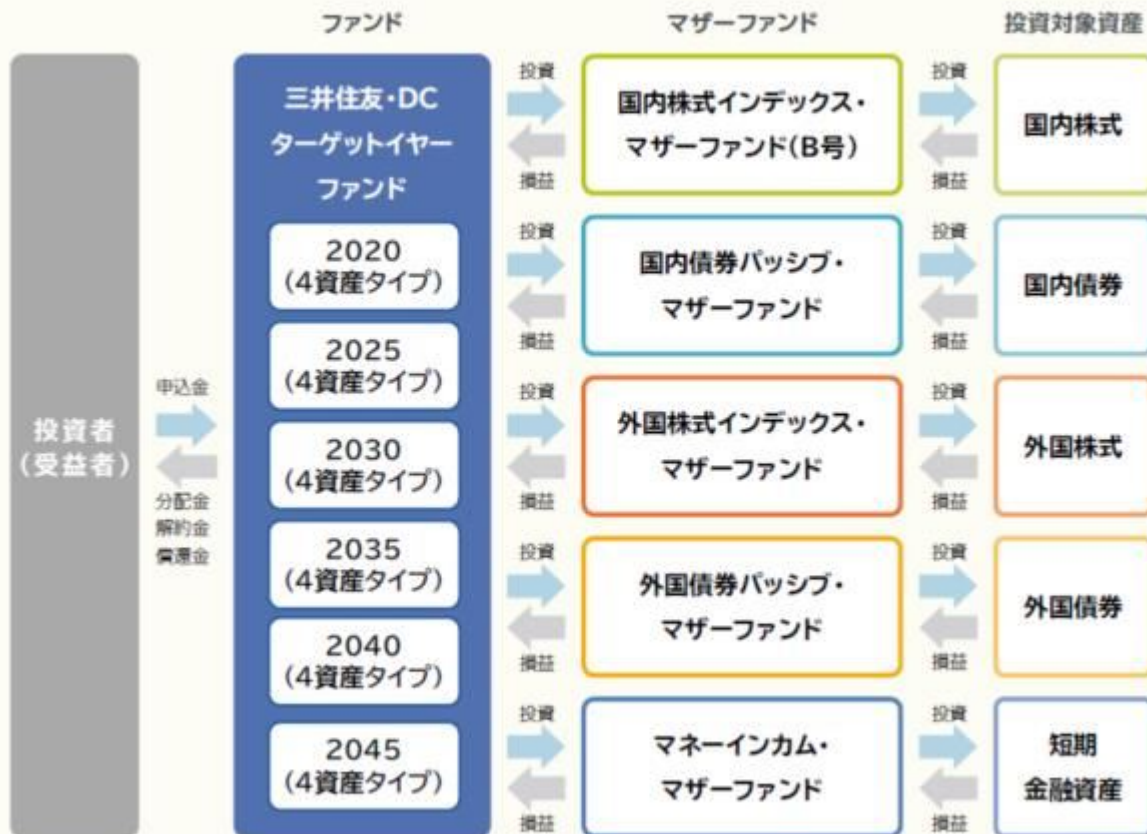 ファンド
マザーファンド
投資対象資産
投資者
(受益者)
申込金
分配金
解約金
償還金
三井住友・DC
ターゲットイヤー
ファンド
2020
(4資産タイプ)
2025
(4資産タイプ)
2030
(4資産タイプ)
2035
(4資産タイプ)
2040
(4資産タイプ)
2045
(4資産タイプ)
投資
損益
国内株式インデックス・
マザーファンド(B号)
投資
損益
国内株式
投資
損益
国内債券パッシブ・
マザーファンド
投資
損益
国内債券
投資
損益
外国株式インデックス・
マザーファンド
投資
損益
外国株式
投資
損益
外国債券パッシブ・
マザーファンド
投資
損益
外国債券
投資
損益
マネーインカム・
マザーファンド
投資
損益
短期
金融資産